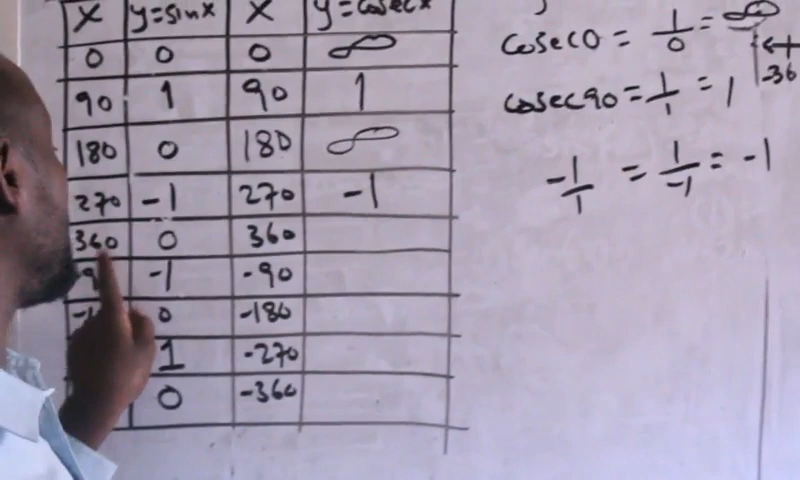 X y=sinx X y=cosecx
0 0 0 ∞
90 1 90 1
180 0 180 ∞
270 -1 270 -1
360 0 360
-1 -90
0 -180
1 -270
0 -360
cosec0 = 1/0 = ∞
cosec90 = 1/1 = 1
-1/1 = 1/-1 = -1
-36